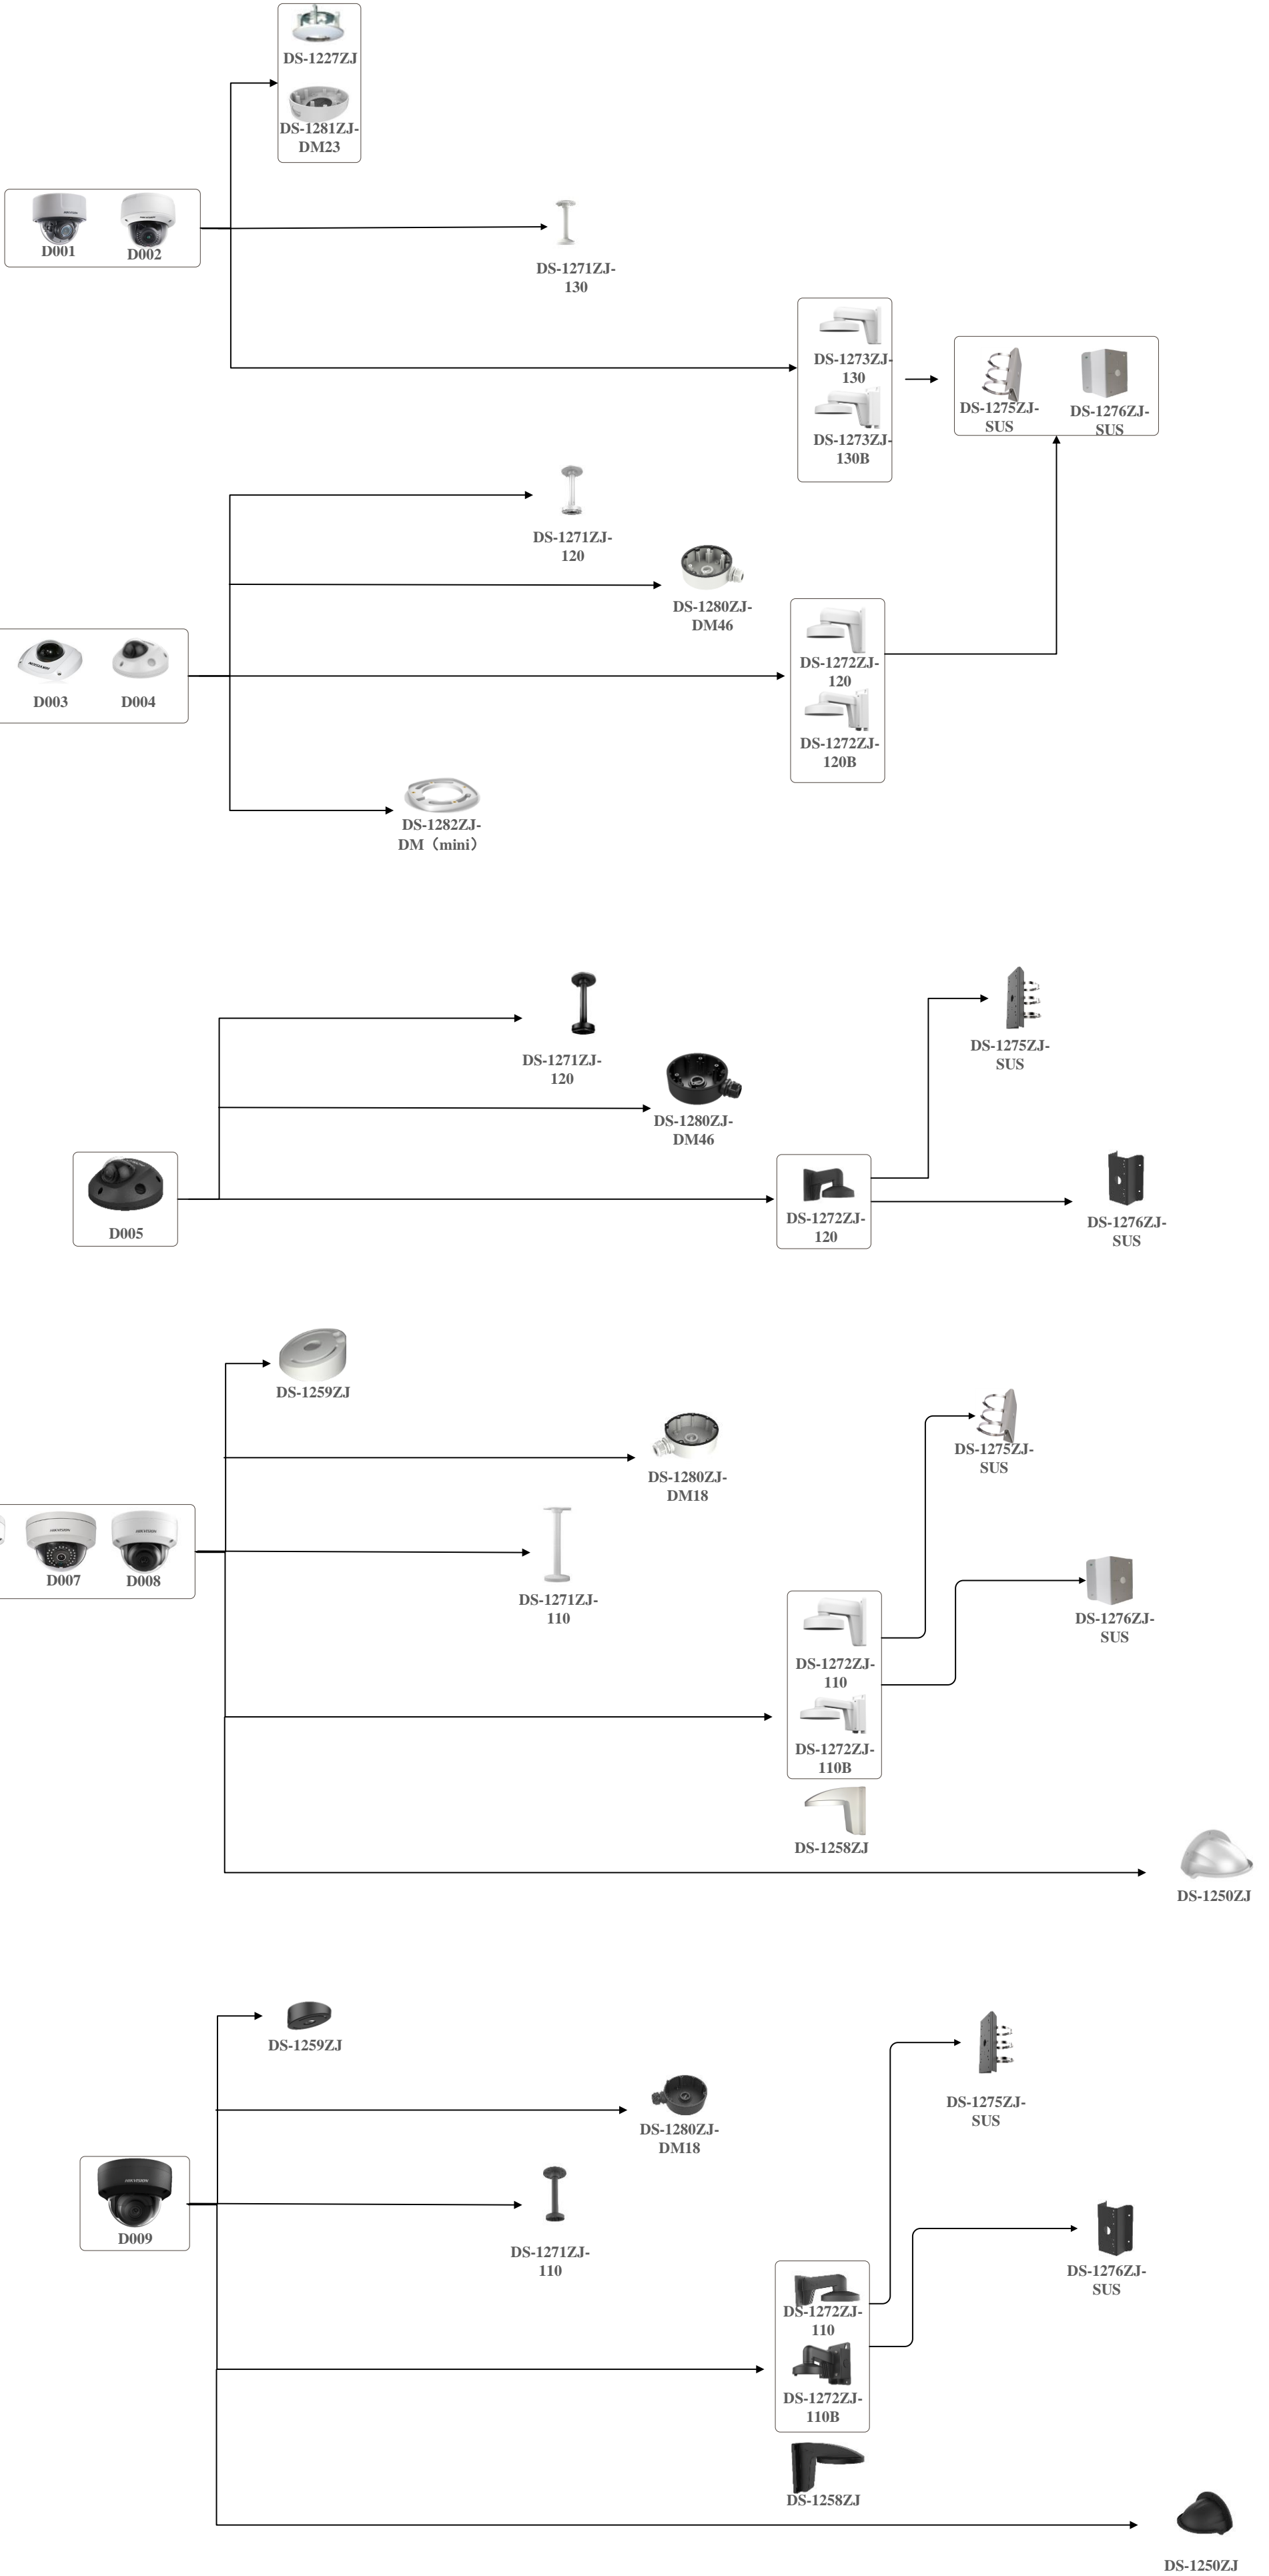 DS-1227ZJ
DS-1281ZJ-
DM23
D001
D002
DS-1271ZJ-
130
DS-1273ZJ-
130
DS-1273ZJ-
130B
DS-1275ZJ-
SUS
DS-1276ZJ-
SUS
DS-1271ZJ-
120
DS-1280ZJ-
DM46
D003
D004
DS-1272ZJ-
120
DS-1272ZJ-
120B
DS-1282ZJ-
DM（mini）
DS-1271ZJ-
120
DS-1280ZJ-
DM46
DS-1275ZJ-
SUS
D005
DS-1272ZJ-
120
DS-1276ZJ-
SUS
DS-1259ZJ
DS-1280ZJ-
DM18
DS-1275ZJ-
SUS
HIKVISION
HIKVISION
D007
D008
DS-1271ZJ-
110
DS-1276ZJ-
SUS
DS-1272ZJ-
110
DS-1272ZJ-
110B
DS-1258ZJ
DS-1250ZJ
DS-1259ZJ
DS-1280ZJ-
DM18
DS-1275ZJ-
SUS
HIKVISION
D009
DS-1271ZJ-
110
DS-1276ZJ-
SUS
DS-1272ZJ-
110
DS-1272ZJ-
110B
DS-1258ZJ
DS-1250ZJ